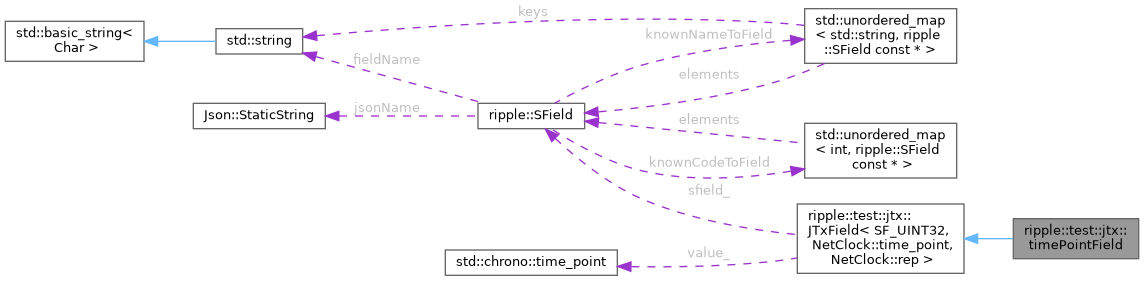 std::basic_string<
Char >
std::string
keys
fieldName
knownNameToField
std::unordered_map
< std::string, ripple
::SField const * >
elements
Json::StaticString
jsonName
ripple::SField
elements
std::unordered_map
< int, ripple::SField
const * >
knownCodeToField
sfield_
ripple::test::jtx::
JTxField< SF_UINT32,
NetClock::time_point,
NetClock::rep >
ripple::test::jtx::
timePointField
std::chrono::time_point
value_